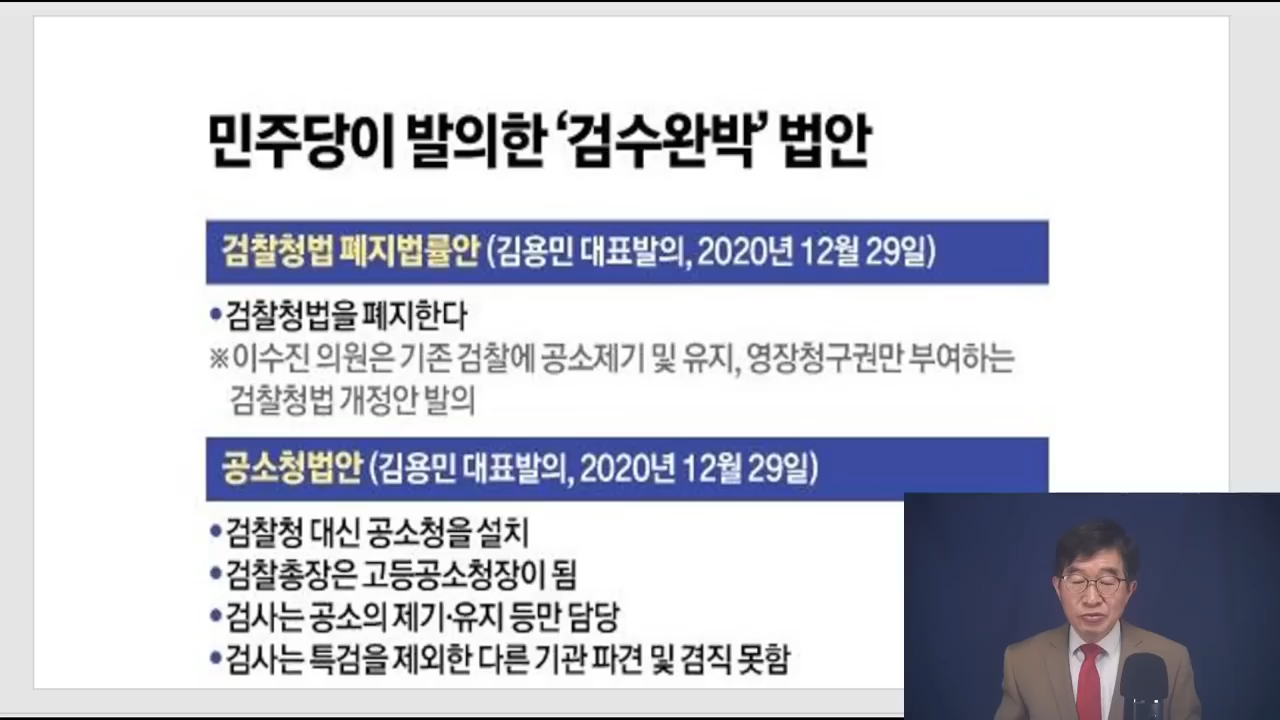 민주당이 발의한 ‘검수완박’ 법안
검찰청법 폐지법률안 (김용민 대표발의, 2020년 12월 29일)
•검찰청법을 폐지한다
※이수진 의원은 기존 검찰에 공소제기 및 유지, 영장청구권만 부여하는
검찰청법 개정안 발의
공소청법안 (김용민 대표발의, 2020년 12월 29일)
•검찰청 대신 공소청을 설치
•검찰총장은 고등공소청장이 됨
•검사는 공소의 제기·유지 등만 담당
•검사는 특검을 제외한 다른 기관 파견 및 겸직 못함